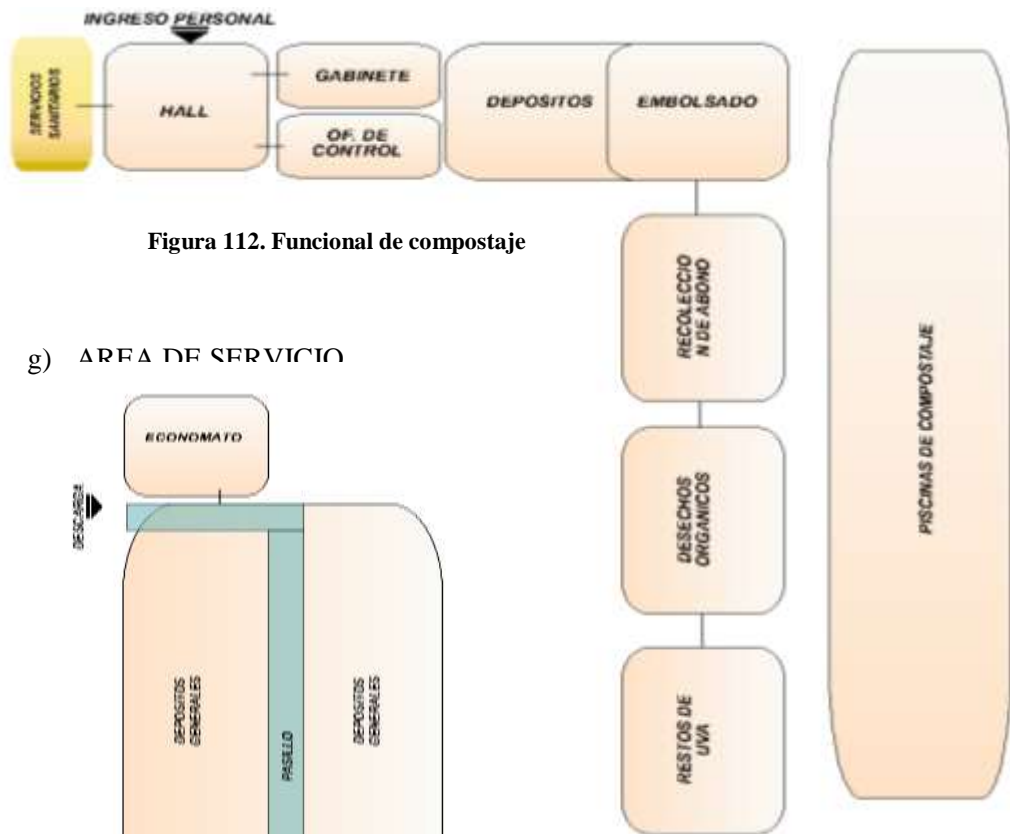 INGRESO PERSONAL
SERVICIOS
SANITARIOS
HALL
GABINETE
OF. DE
CONTROL
DEPOSITOS
EMBOLSADO
Figura 112. Funcional de compostaje
RECOLECCIO
N DE ABONO
DESECHOS
ORGANICOS
RESTOS DE
UVA
PISCINAS DE COMPOSTAJE
g) AREA DE SERVICIO
ECONOMATO
DESCARGA
DEPOSITOS
GENERALES
PASILLO
DEPOSITOS
GENERALES